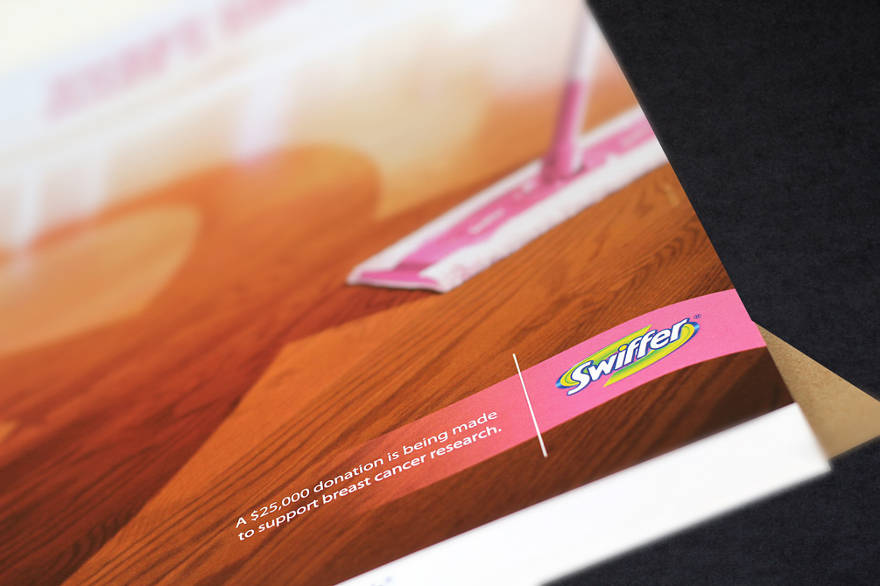 A $25,000 donation is being made
to support breast cancer research.
Swiffer®